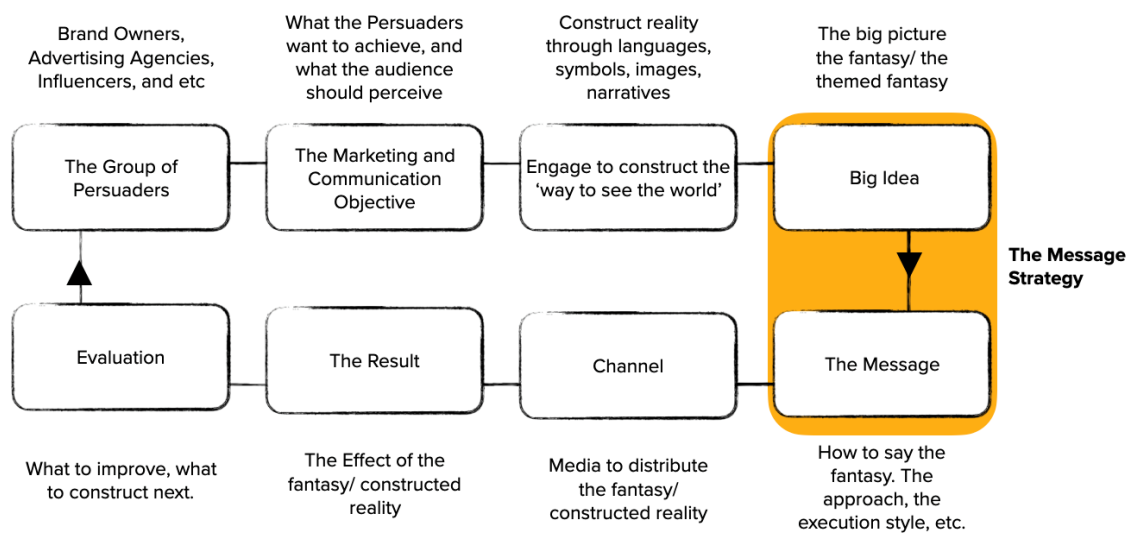 Brand Owners,
Advertising Agencies,
Influencers, and etc
What the Persuaders
want to achieve, and
what the audience
should perceive
Construct reality
through languages,
symbols, images,
narratives
The big picture
the fantasy/ the
themed fantasy
The Group of
Persuaders
The Marketing and
Communication
Objective
Engage to construct the
‘way to see the world’
Big Idea
The Message
Strategy
Evaluation
The Result
Channel
The Message
What to improve, what
to construct next.
The Effect of the
fantasy/ constructed
reality
Media to distribute
the fantasy/
constructed reality
How to say the
fantasy. The
approach, the
execution style, etc.